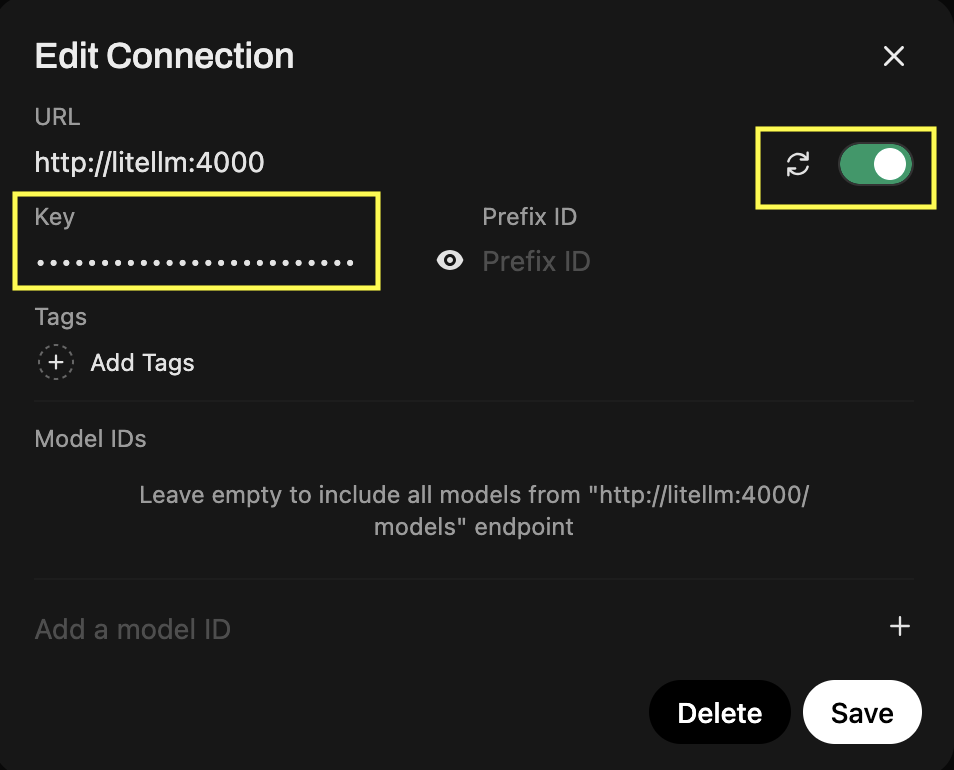 Edit Connection
URL
http://litellm:4000
Key
Prefix ID
•••••••••••••••••••••••••
Prefix ID
Tags
Add Tags
Model IDs
Leave empty to include all models from "http://litellm:4000/
models" endpoint
Add a model ID
Delete
Save